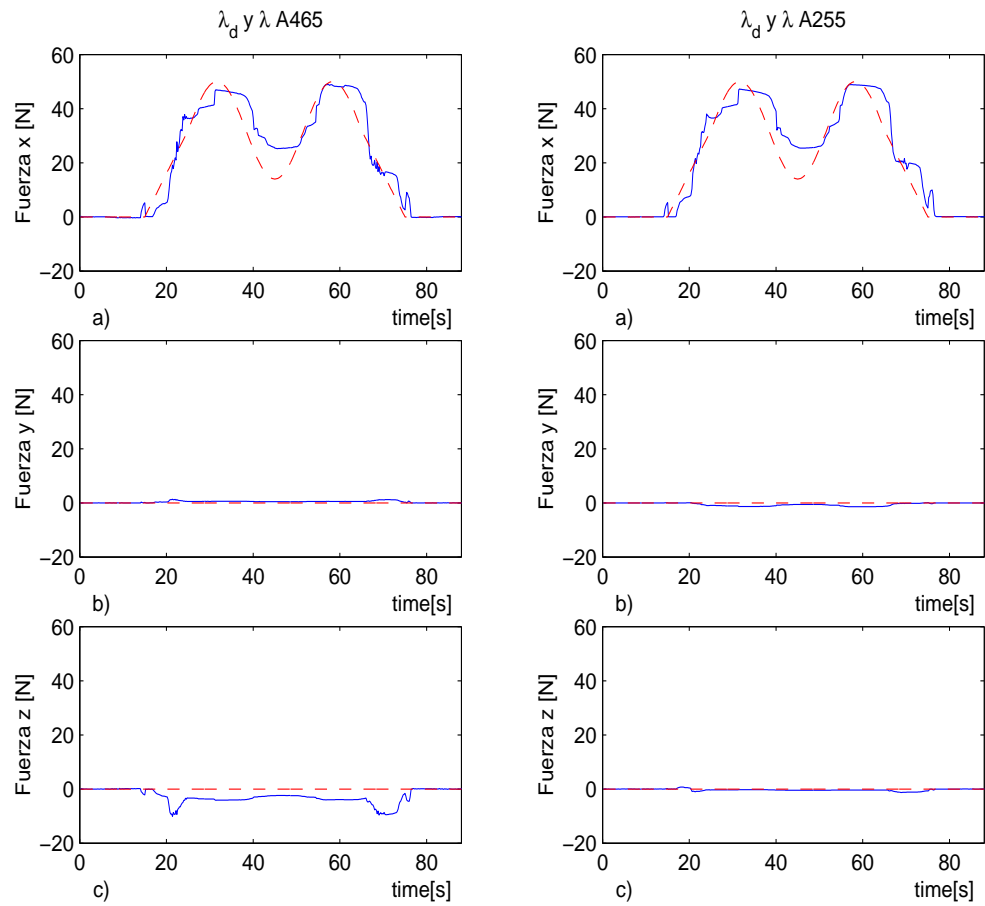 λ_d y λ A465
λ_d y λ A255
Fuerza x [N]
60
40
20
0
−20
0 20 40 60 80
a) time[s]
Fuerza x [N]
60
40
20
0
−20
0 20 40 60 80
a) time[s]
Fuerza y [N]
60
40
20
0
−20
0 20 40 60 80
b) time[s]
Fuerza y [N]
60
40
20
0
−20
0 20 40 60 80
b) time[s]
Fuerza z [N]
60
40
20
0
−20
0 20 40 60 80
c) time[s]
Fuerza z [N]
60
40
20
0
−20
0 20 40 60 80
c) time[s]